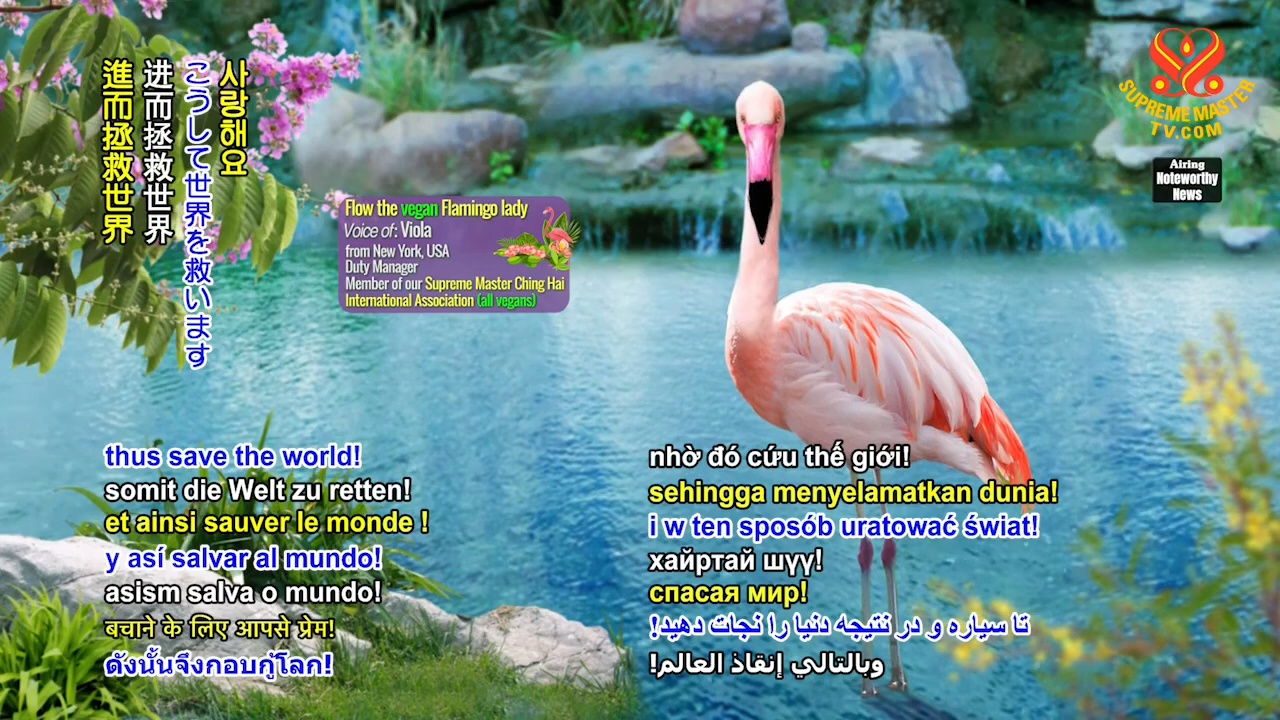 進而拯救世界
进而拯救世界
こうして世界を救います
사랑해요
SUPREME MASTER
TV.COM
Airing
Noteworthy
News
Flow the vegan Flamingo lady
Voice of: Viola
from New York, USA
Duty Manager
Member of our Supreme Master Ching Hai
International Association (all vegans)
thus save the world!
somit die Welt zu retten!
et ainsi sauver le monde !
y así salvar al mundo!
asism salva o mundo!
बचाने के लिए आपसे प्रेम!
ดังนั้นจึงกอบกู้โลก!
nhờ đó cứu thế giới!
sehingga menyelamatkan dunia!
i w ten sposób uratować świat!
хайртай шүү!
спасая мир!
تا سیاره و در نتیجه دنیا را نجات دهید!
وبالتالي إنقاذ العالم!